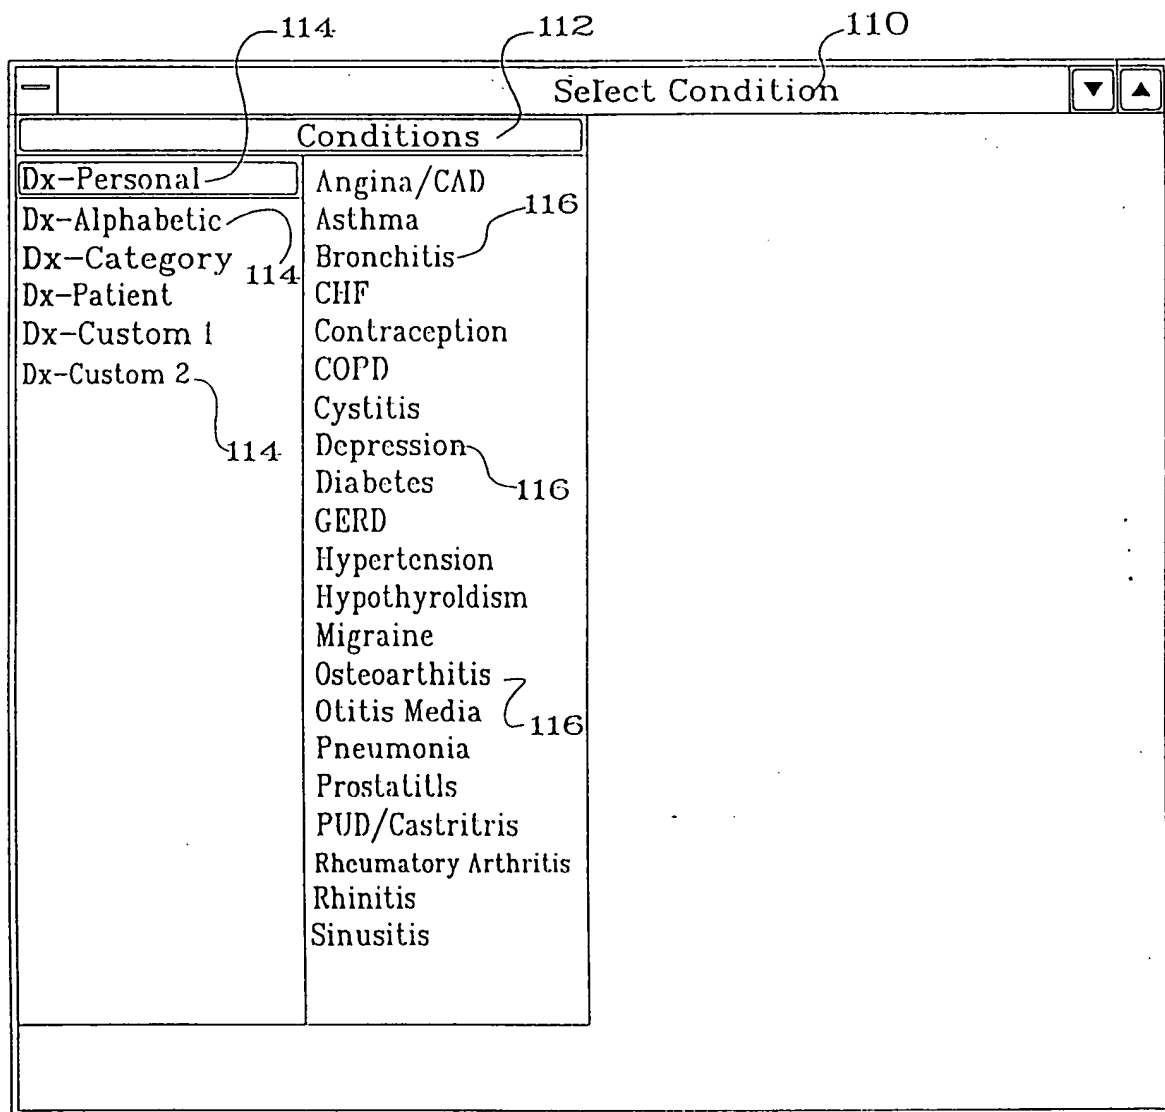 114 112 110
Select Condition
Conditions
Dx-Personal
Dx-Alphabetic
114
Dx-Category
Dx-Patient
Dx-Custom 1
Dx-Custom 2
114
Angina/CAD
116
Asthma
Bronchitis
CHF
Contraception
COPD
Cystitis
Depression
Diabetes
116
GERD
Hypertension
Hypothyroldism
Migraine
Osteoarthitis
Otitis Media
116
Pneumonia
Prostatitls
PUD/Castritris
Rheumatory Arthritis
Rhinitis
Sinusitis